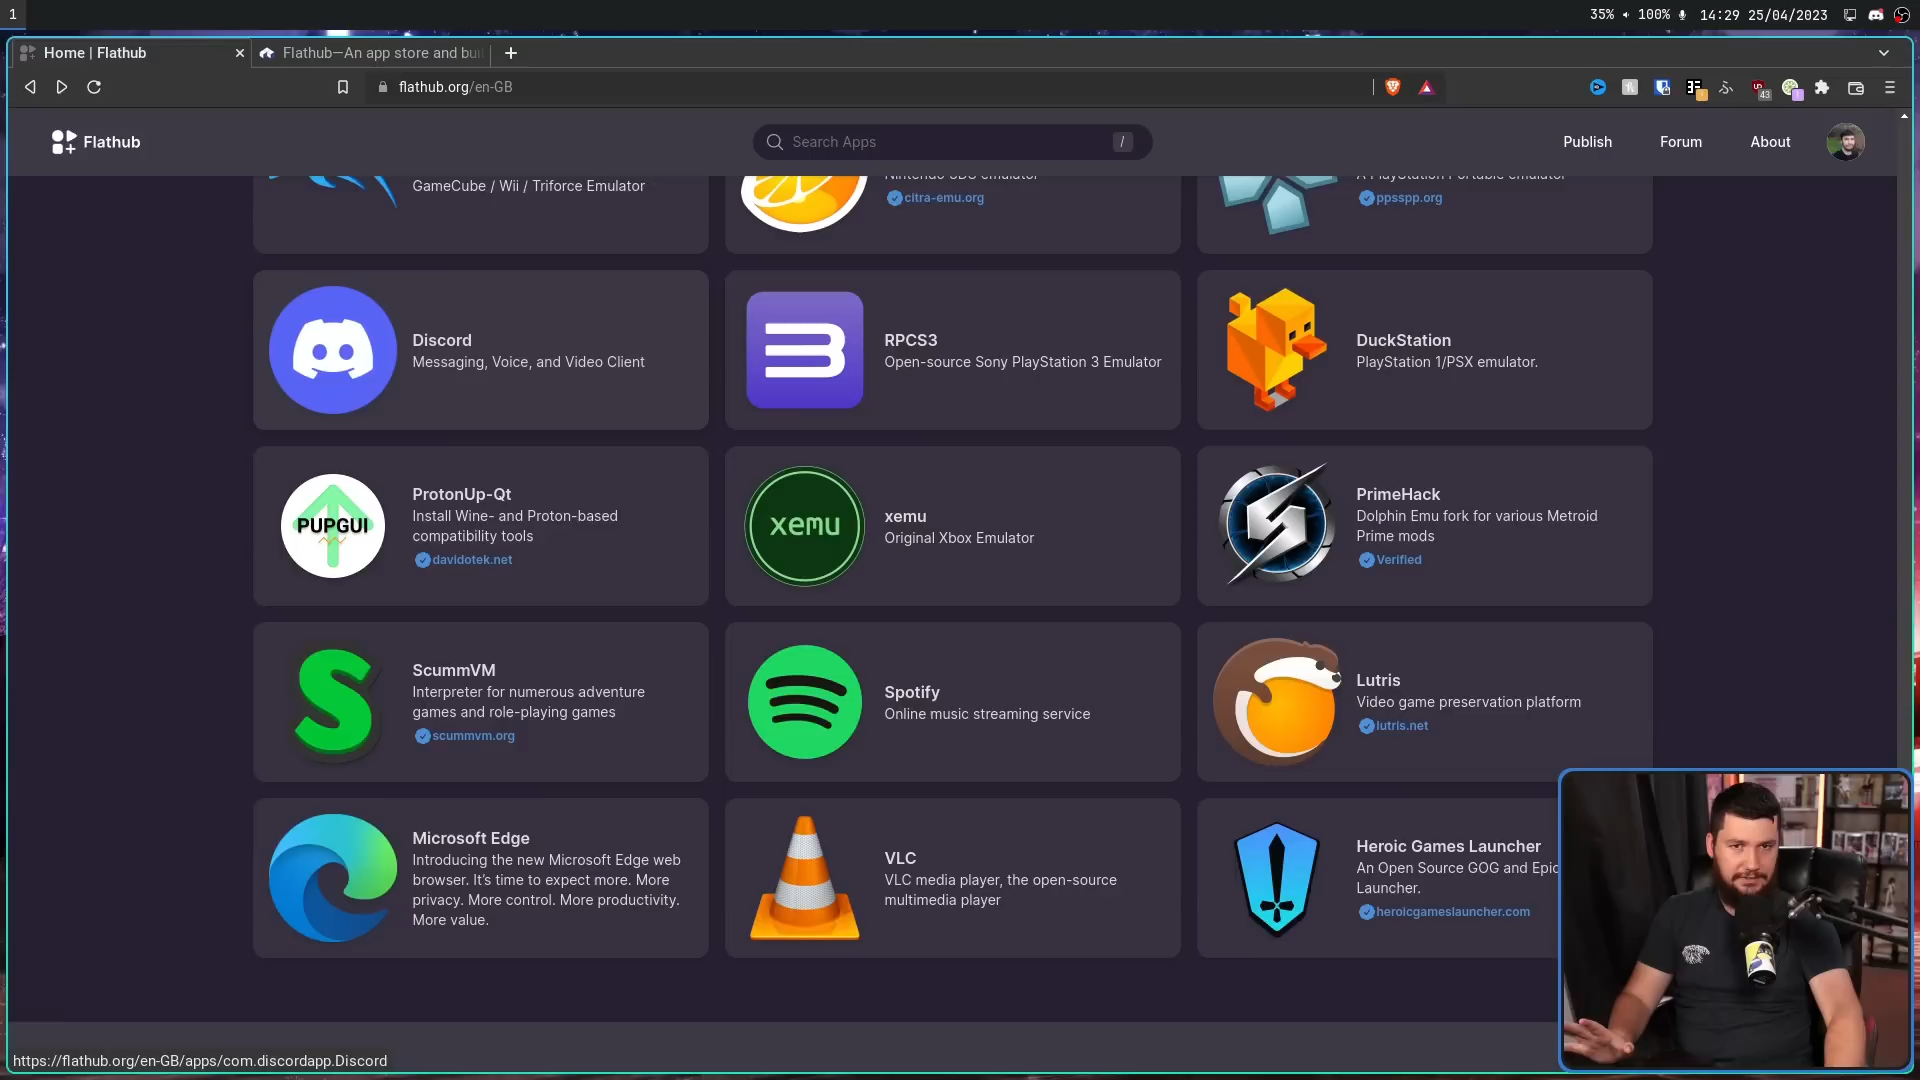 1
35%
100%
14:29 25/04/2023
Home | Flathub
Flathub—An app store and bui
flathub.org/en-GB
43
Flathub
Search Apps
/
Publish
Forum
About
GameCube / Wii / Triforce Emulator
Nintendo 3DS emulator
citra-emu.org
A PlayStation Portable emulator
ppsspp.org
Discord
Messaging, Voice, and Video Client
RPCS3
Open-source Sony PlayStation 3 Emulator
DuckStation
PlayStation 1/PSX emulator.
PUPGUI
ProtonUp-Qt
Install Wine- and Proton-based
compatibility tools
davidotek.net
xemu
xemu
Original Xbox Emulator
PrimeHack
Dolphin Emu fork for various Metroid
Prime mods
Verified
S
ScummVM
Interpreter for numerous adventure
games and role-playing games
scummvm.org
Spotify
Online music streaming service
Lutris
Video game preservation platform
lutris.net
Microsoft Edge
Introducing the new Microsoft Edge web
browser. It's time to expect more. More
privacy. More control. More productivity.
More value.
VLC
VLC media player, the open-source
multimedia player
Heroic Games Launcher
An Open Source GOG and Epic
Launcher.
heroicgameslauncher.com
https://flathub.org/en-GB/apps/com.discordapp.Discord